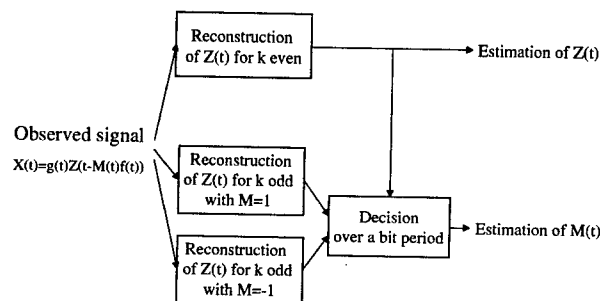 Reconstruction
of Z(t) for k even
Estimation of Z(t)
Observed signal
X(t)=g(t)Z(t-M(t)f(t))
Reconstruction
of Z(t) for k odd
with M=1
Decision
over a bit period
Estimation of M(t)
Reconstruction
of Z(t) for k odd
with M=-1